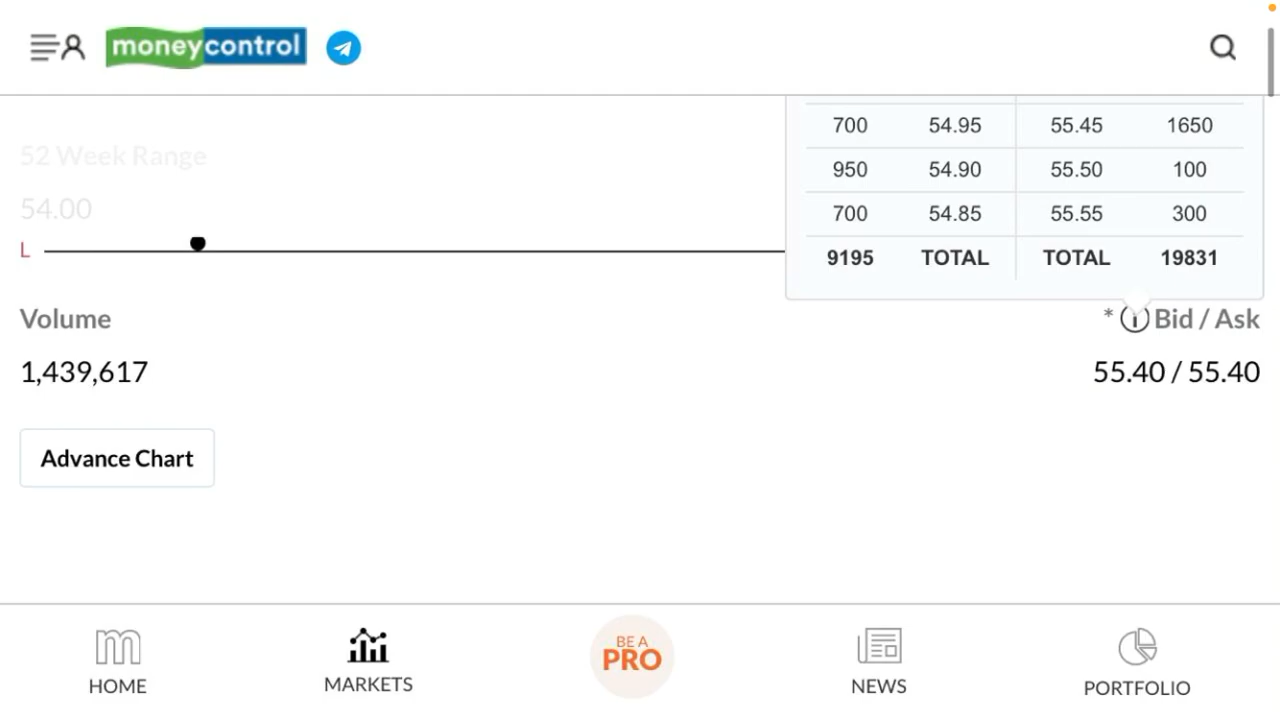 moneycontrol
700 54.95 55.45 1650
52 Week Range
950 54.90 55.50 100
54.00
700 54.85 55.55 300
L
9195 TOTAL TOTAL 19831
Volume
* i Bid / Ask
1,439,617
55.40 / 55.40
Advance Chart
BE A
PRO
HOME
MARKETS
NEWS
PORTFOLIO